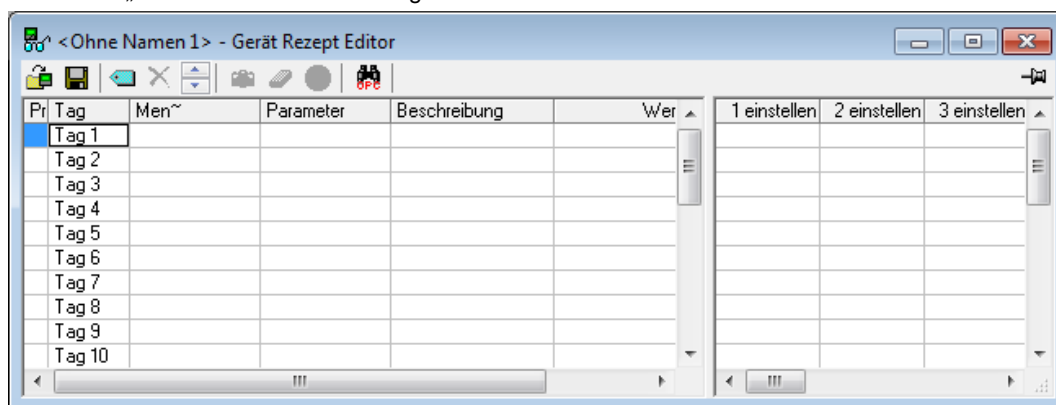 <Ohne Namen 1> - Gerät Rezept Editor
OPC
Pr Tag Men~ Parameter Beschreibung Wer 1 einstellen 2 einstellen 3 einstellen
Tag 1
Tag 2
Tag 3
Tag 4
Tag 5
Tag 6
Tag 7
Tag 8
Tag 9
Tag 10